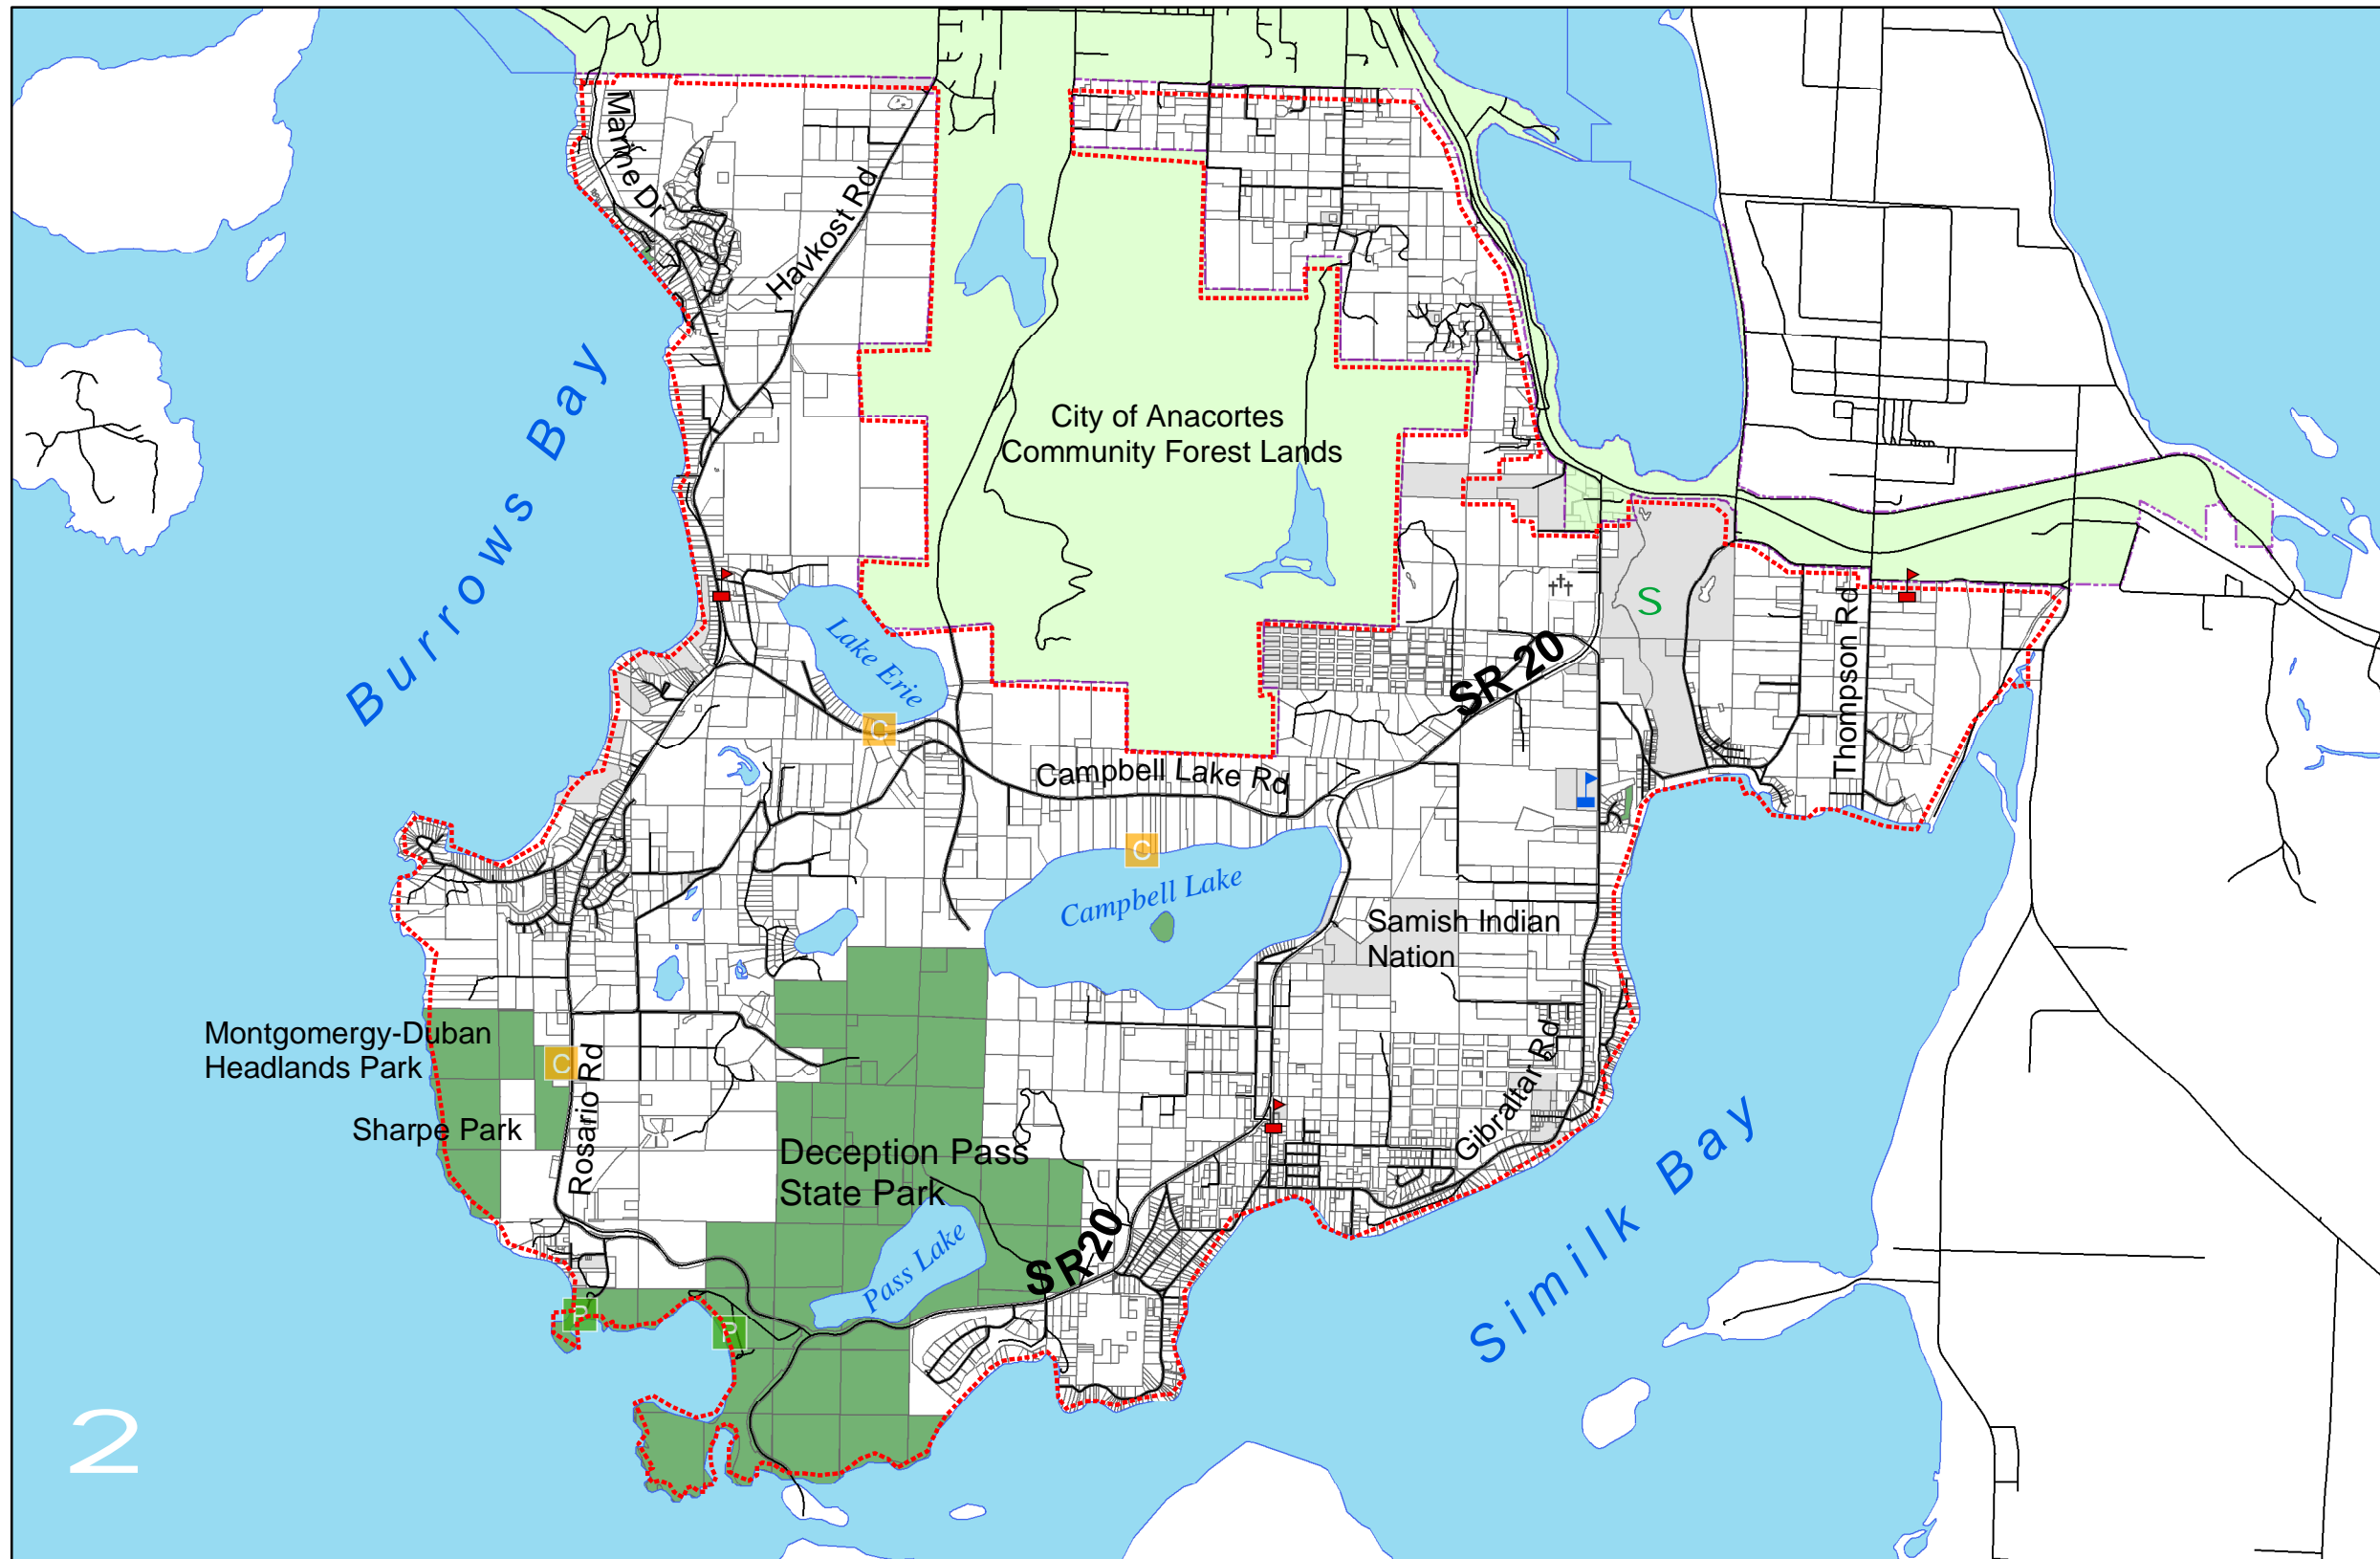 Marine Dr
Havkost Rd
City of Anacortes
Community Forest Lands
Burrows Bay
Lake Erie
S
Thompson Rd
SR 20
C
Campbell Lake Rd
C
Campbell Lake
Samish Indian
Nation
Montgomergy-Duban
Headlands Park
C
Rosario Rd
Sharpe Park
Gibraltar Rd
Deception Pass
State Park
Pass Lake
SR20
Similk Bay
P
P
2